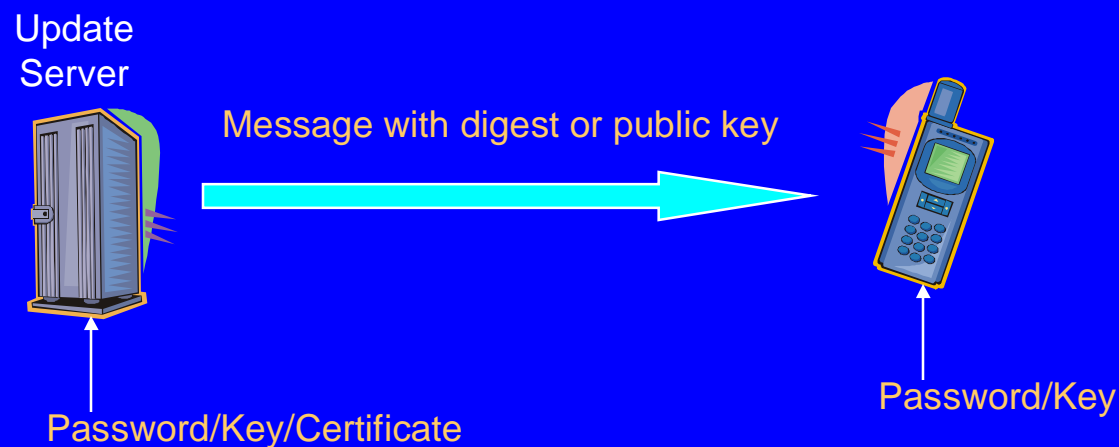 Update
Server
Message with digest or public key
Password/Key
Password/Key/Certificate